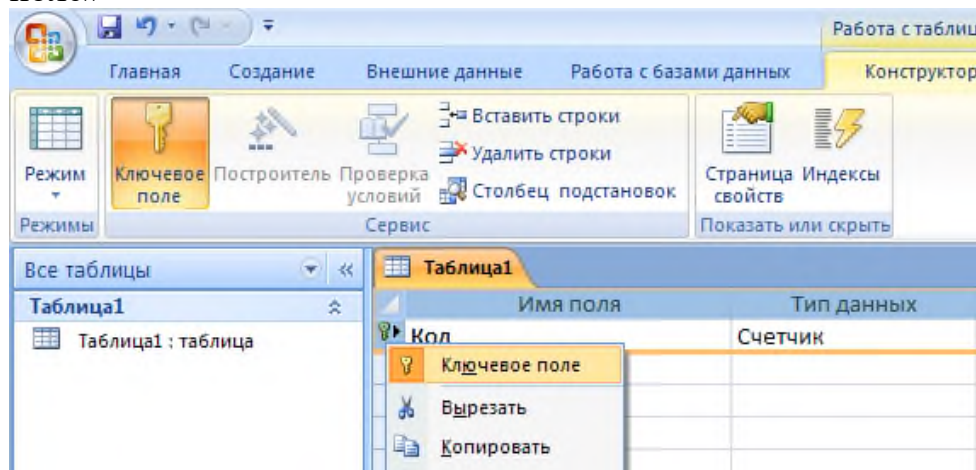 Работа с таблиц
Главная Создание Внешние данные Работа с базами данных Конструктор
Режим
Ключевое поле
Построитель
Проверка условий
Вставить строки
Удалить строки
Столбец подстановок
Страница свойств
Индексы
Режимы
Сервис
Показать или скрыть
Все таблицы
Таблица1
Таблица1
Имя поля Тип данных
Таблица1 : таблица
Код Счетчик
Ключевое поле
Вырезать
Копировать